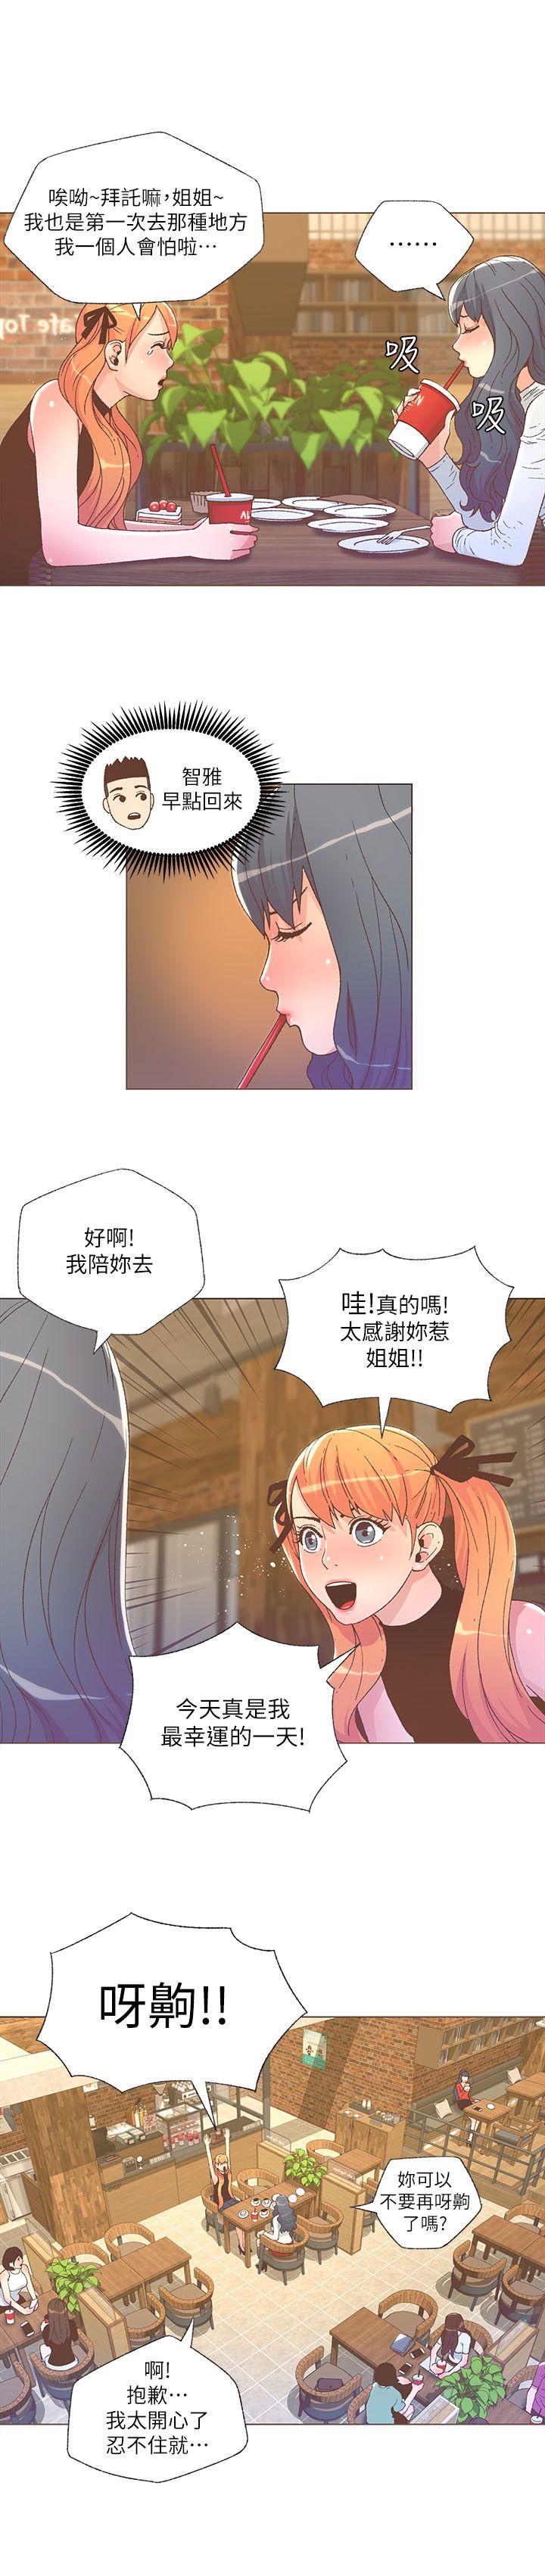 唉呦~拜託嘛，姐姐~
我也是第一次去那種地方
我一個人會怕啦…
……
吸
吸
智雅
早點回來
好啊!
我陪妳去
哇!真的嗎!
太感謝妳惹
姐姐!!
今天真是我
最幸運的一天!
呀齁!!
妳可以
不要再呀齁
了嗎?
啊!
抱歉…
我太開心了
忍不住就…